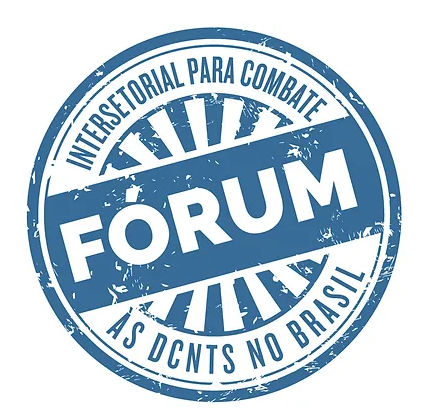 INTERSETORIAL PARA COMBATE
FÓRUM
AS DCNTS NO BRASIL